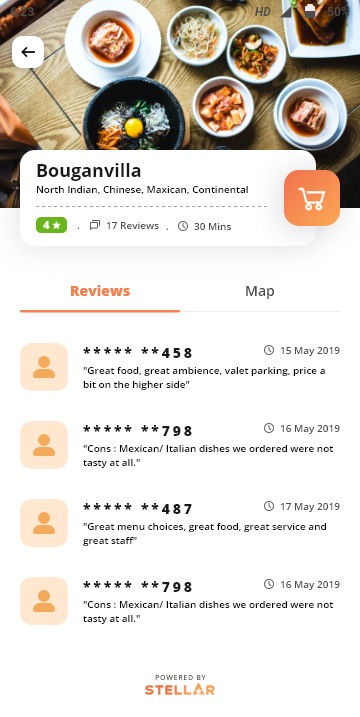 HD 50%
Bouganvilla
North Indian, Chinese, Maxican, Continental
4 . 17 Reviews . 30 Mins
Reviews Map
***** **458 15 May 2019
"Great food, great ambience, valet parking, price a
bit on the higher side"
***** **798 16 May 2019
"Cons : Mexican/ Italian dishes we ordered were not
tasty at all."
***** **487 17 May 2019
"Great menu choices, great food, great service and
great staff"
***** **798 16 May 2019
"Cons : Mexican/ Italian dishes we ordered were not
tasty at all."
POWERED BY
STELLAR